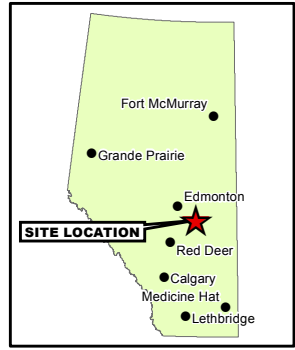 Fort McMurray
Grande Prairie
Edmonton
SITE LOCATION
Red Deer
Calgary
Medicine Hat
Lethbridge